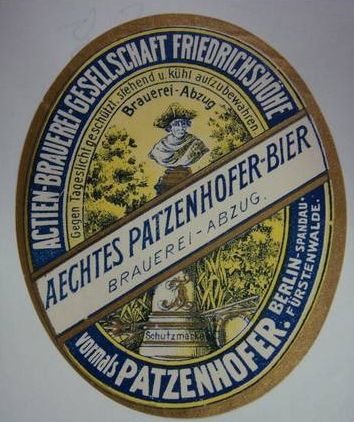 ACTIEN-BRAUEREI-GESELLSCHAFT FRIEDRICHSHÖHE
Gegen Tageslicht geschützt, stehend u. kühl aufzubewahren
Brauerei-Abzug
AECHTES PATZENHOFER-BIER
BRAUEREI-ABZUG.
Schutzmarke
vormals PATZENHOFER.
BERLIN-SPANDAU-
FÜRSTENWALDE.